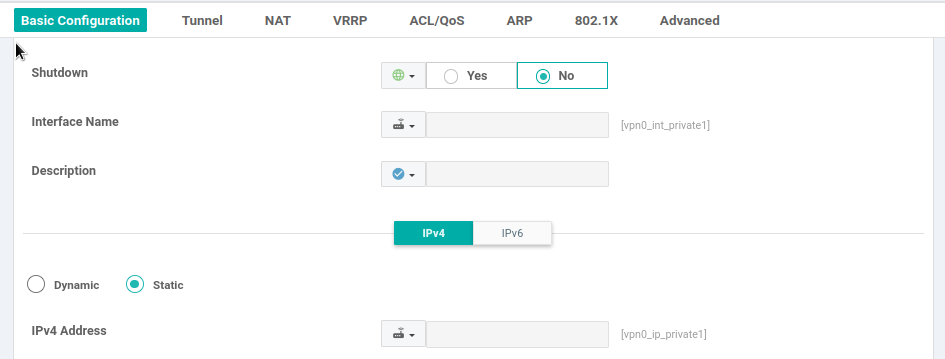 Basic Configuration Tunnel NAT VRRP ACL/QoS ARP 802.1X Advanced
Shutdown Yes No
Interface Name [vpn0_int_private1]
Description
IPv4 IPv6
Dynamic Static
IPv4 Address [vpn0_ip_private1]